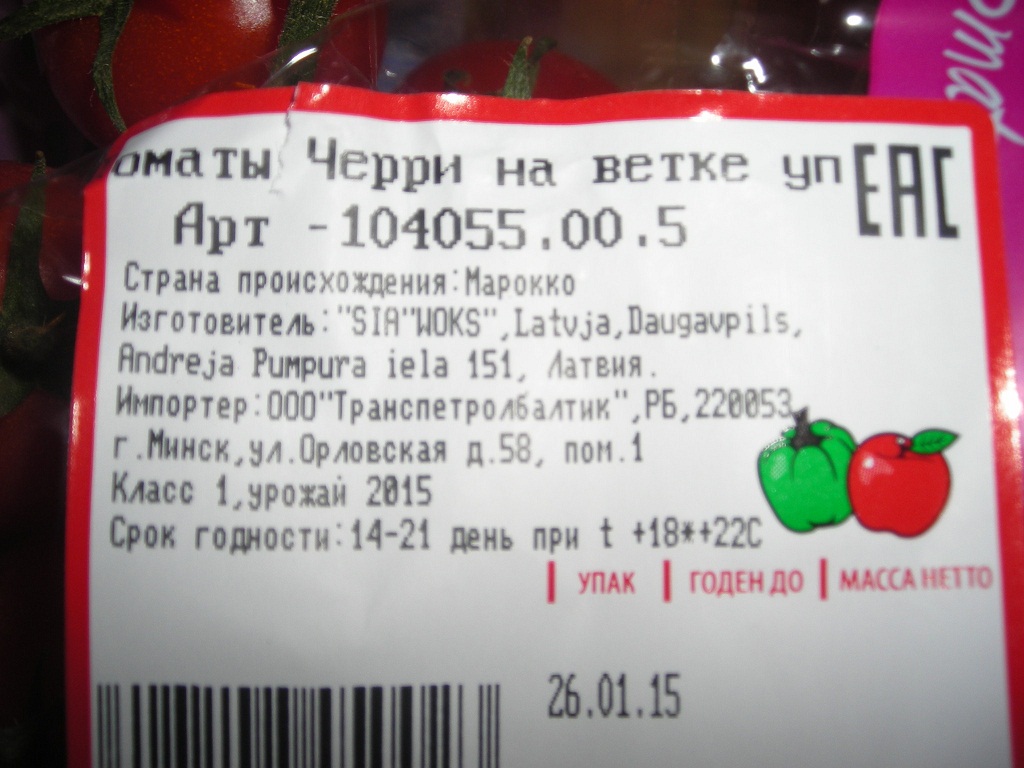 оматы Черри на ветке уп
EAC
Арт -104055.00.5
Страна происхождения:Марокко
Изготовитель:"SIA"WOKS",Latvja,Daugavpils,
Andreja Pumpura iela 151, Латвия.
Импортер:ООО"Транспетролбалтик",РБ,220053,
г.Минск,ул.Орловская д.58, пом.1
Класс 1,урожай 2015
Срок годности:14-21 день при t +18*+22С
УПАК ГОДЕН ДО МАССА НЕТТО
26.01.15